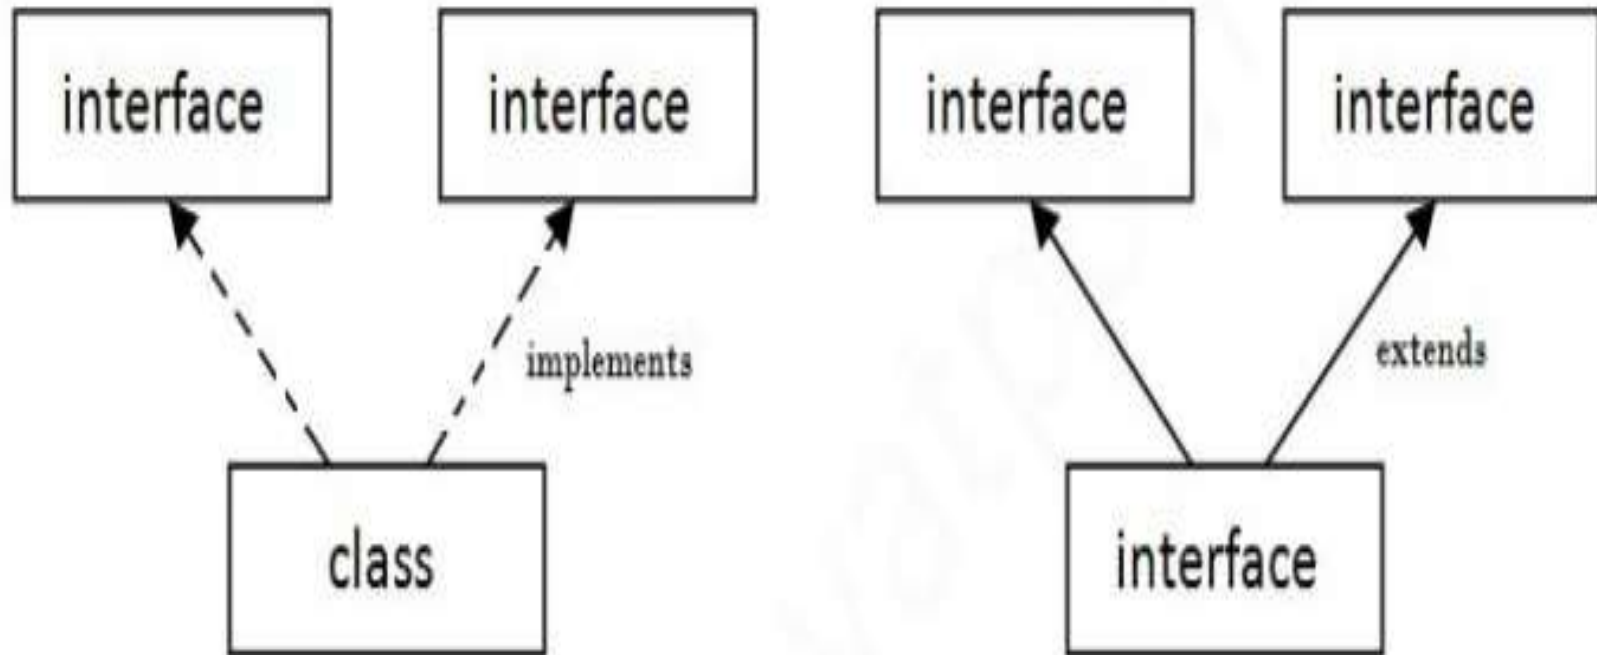 interface
interface
interface
interface
implements
extends
class
interface